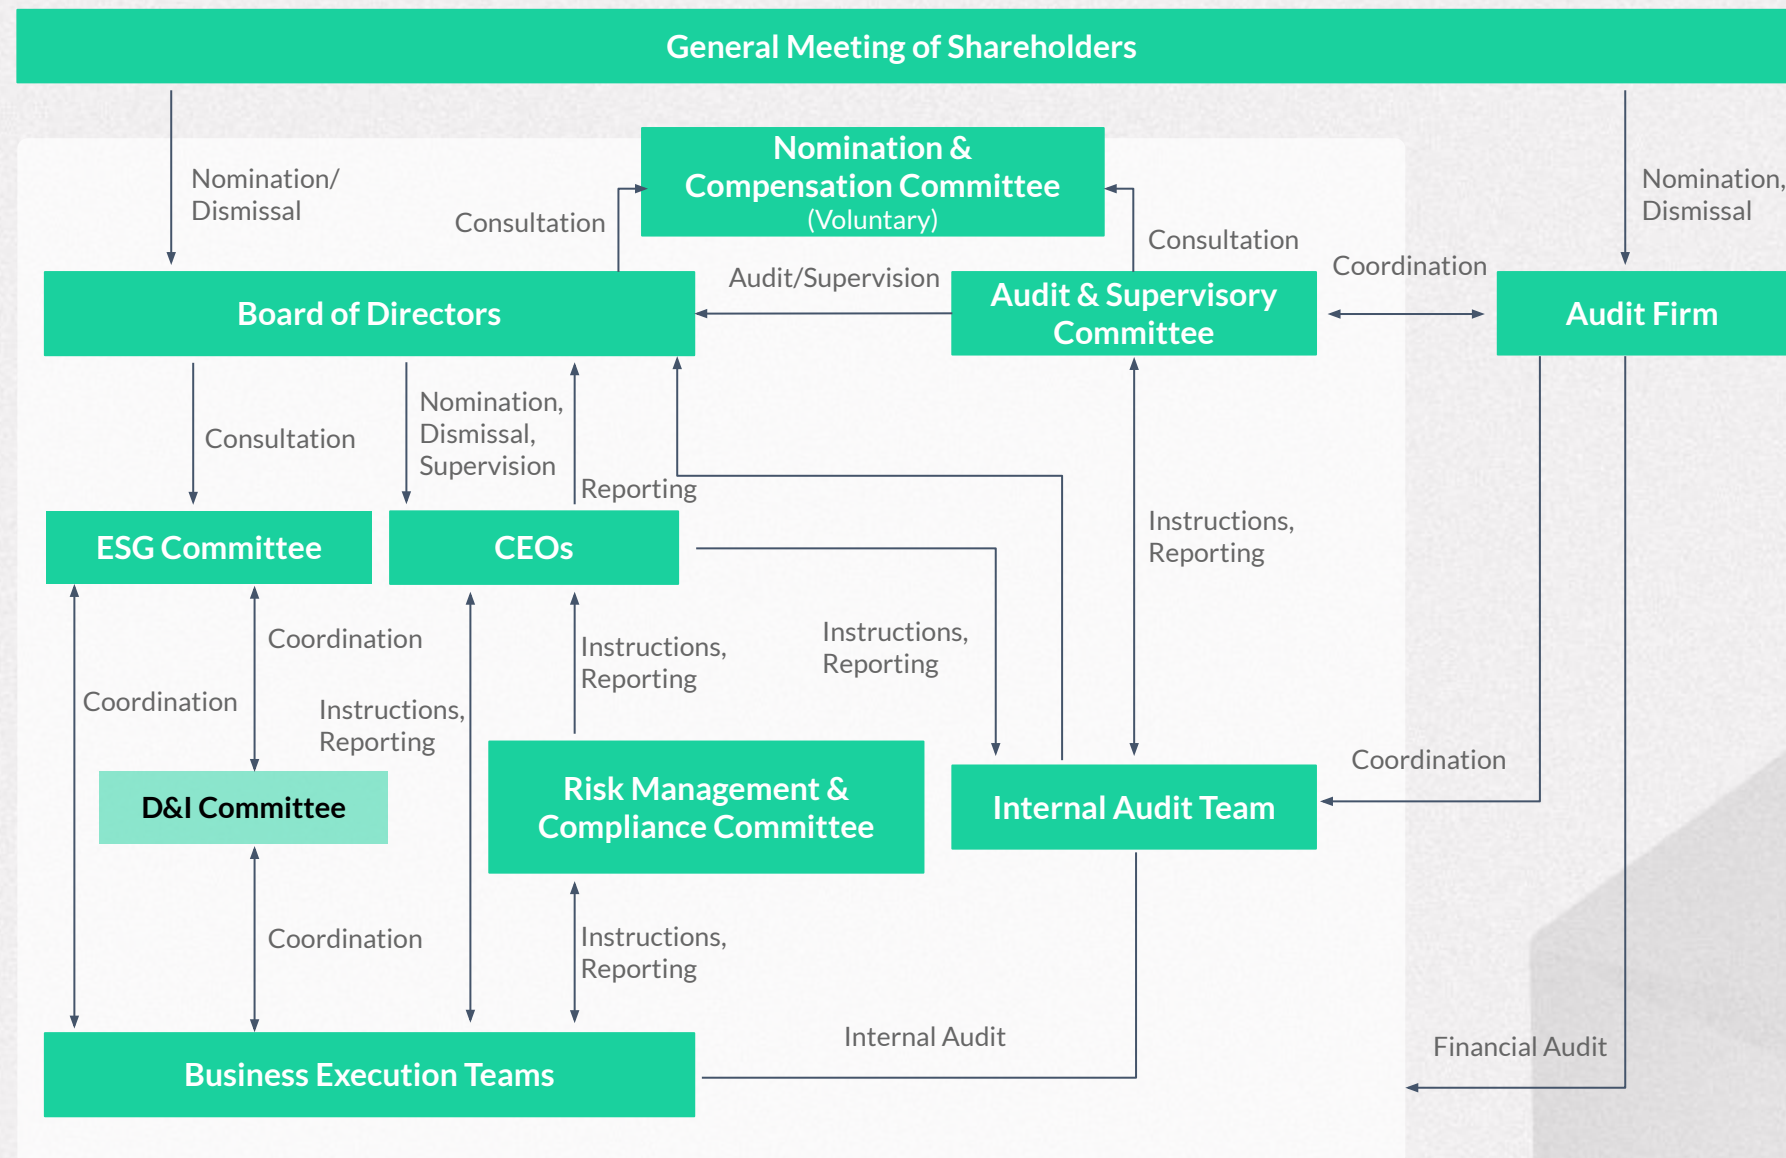 General Meeting of Shareholders
Nomination &
Compensation Committee
(Voluntary)
Nomination/
Dismissal
Nomination,
Dismissal
Consultation
Consultation
Coordination
Audit/Supervision
Board of Directors
Audit & Supervisory
Committee
Audit Firm
Consultation
Nomination,
Dismissal,
Supervision
Reporting
Instructions,
Reporting
ESG Committee
CEOs
Coordination
Instructions,
Reporting
Instructions,
Reporting
Coordination
Instructions,
Reporting
Coordination
D&I Committee
Risk Management &
Compliance Committee
Internal Audit Team
Coordination
Instructions,
Reporting
Internal Audit
Financial Audit
Business Execution Teams